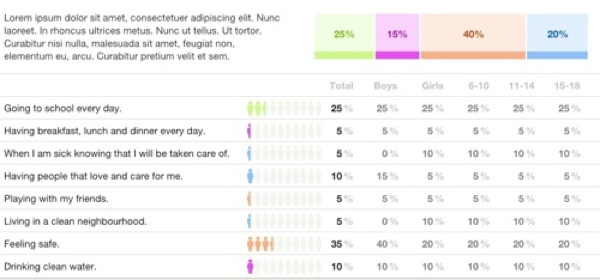 Lorem ipsum dolor sit amet, consectetuer adipiscing elit. Nunc
laoreet. In rhoncus ultrices metus. Nunc ut tellus. Ut tortor.
Curabitur nisi nulla, malesuada sit amet, feugiat non,
elementum eu, arcu. Curabitur pretium velit et sem.
25% 15% 40% 20%
Total Boys Girls 6-10 11-14 15-18
Going to school every day. 25% 25% 25% 25% 25% 25%
Having breakfast, lunch and dinner every day. 5% 5% 5% 5% 5% 5%
When I am sick knowing that I will be taken care of. 5% 0% 10% 10% 10% 10%
Having people that love and care for me. 10% 15% 5% 5% 5% 5%
Playing with my friends. 5% 5% 5% 5% 5% 5%
Living in a clean neighbourhood. 5% 0% 10% 10% 10% 10%
Feeling safe. 35% 40% 20% 20% 20% 20%
Drinking clean water. 10% 10% 10% 10% 10% 10%